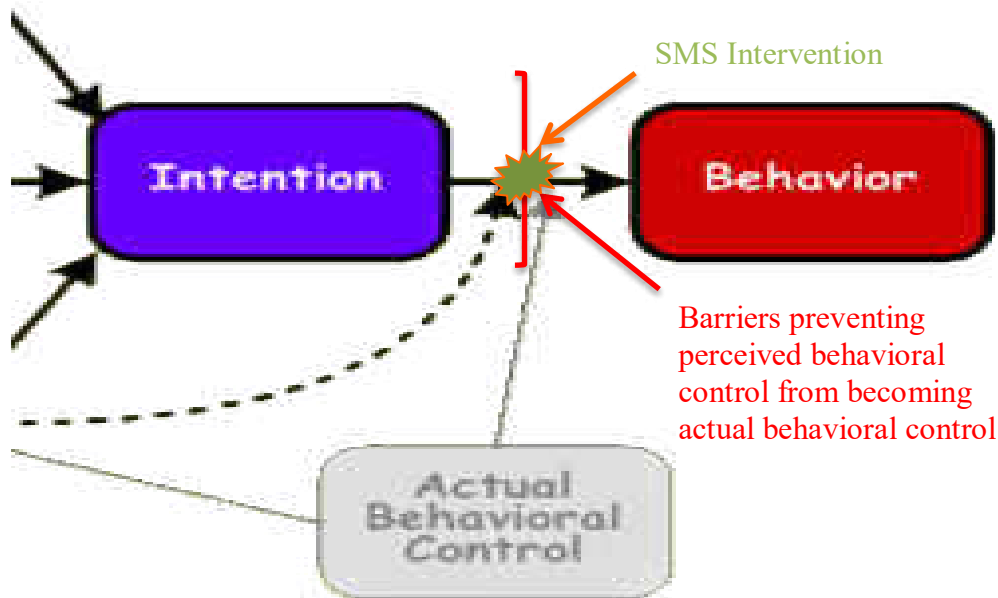 SMS Intervention
Intention
Behavior
Barriers preventing
perceived behavioral
control from becoming
actual behavioral control
Actual
Behavioral
Control